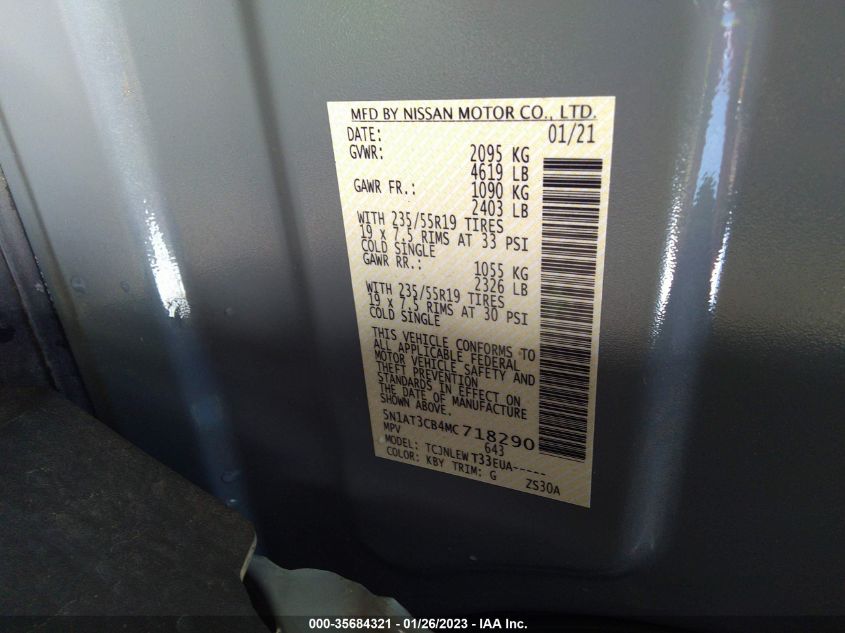 MFD BY NISSAN MOTOR CO., LTD.
DATE: 01/21
GVWR: 2095 KG
4619 LB
GAWR FR.: 1090 KG
2403 LB
WITH 235/55R19 TIRES
19 x 7.5 RIMS AT 33 PSI
COLD SINGLE
GAWR RR.: 1055 KG
2326 LB
WITH 235/55R19 TIRES
19 x 7.5 RIMS AT 30 PSI
COLD SINGLE
THIS VEHICLE CONFORMS TO
ALL APPLICABLE FEDERAL
MOTOR VEHICLE SAFETY AND
THEFT PREVENTION
STANDARDS IN EFFECT ON
THE DATE OF MANUFACTURE
SHOWN ABOVE.
5N1AT3CB4MC718290
MPV 643
MODEL: TCJNLEWT33EUA-----
COLOR: KBY TRIM: G ZS30A
000-35684321 - 01/26/2023 - IAA Inc.